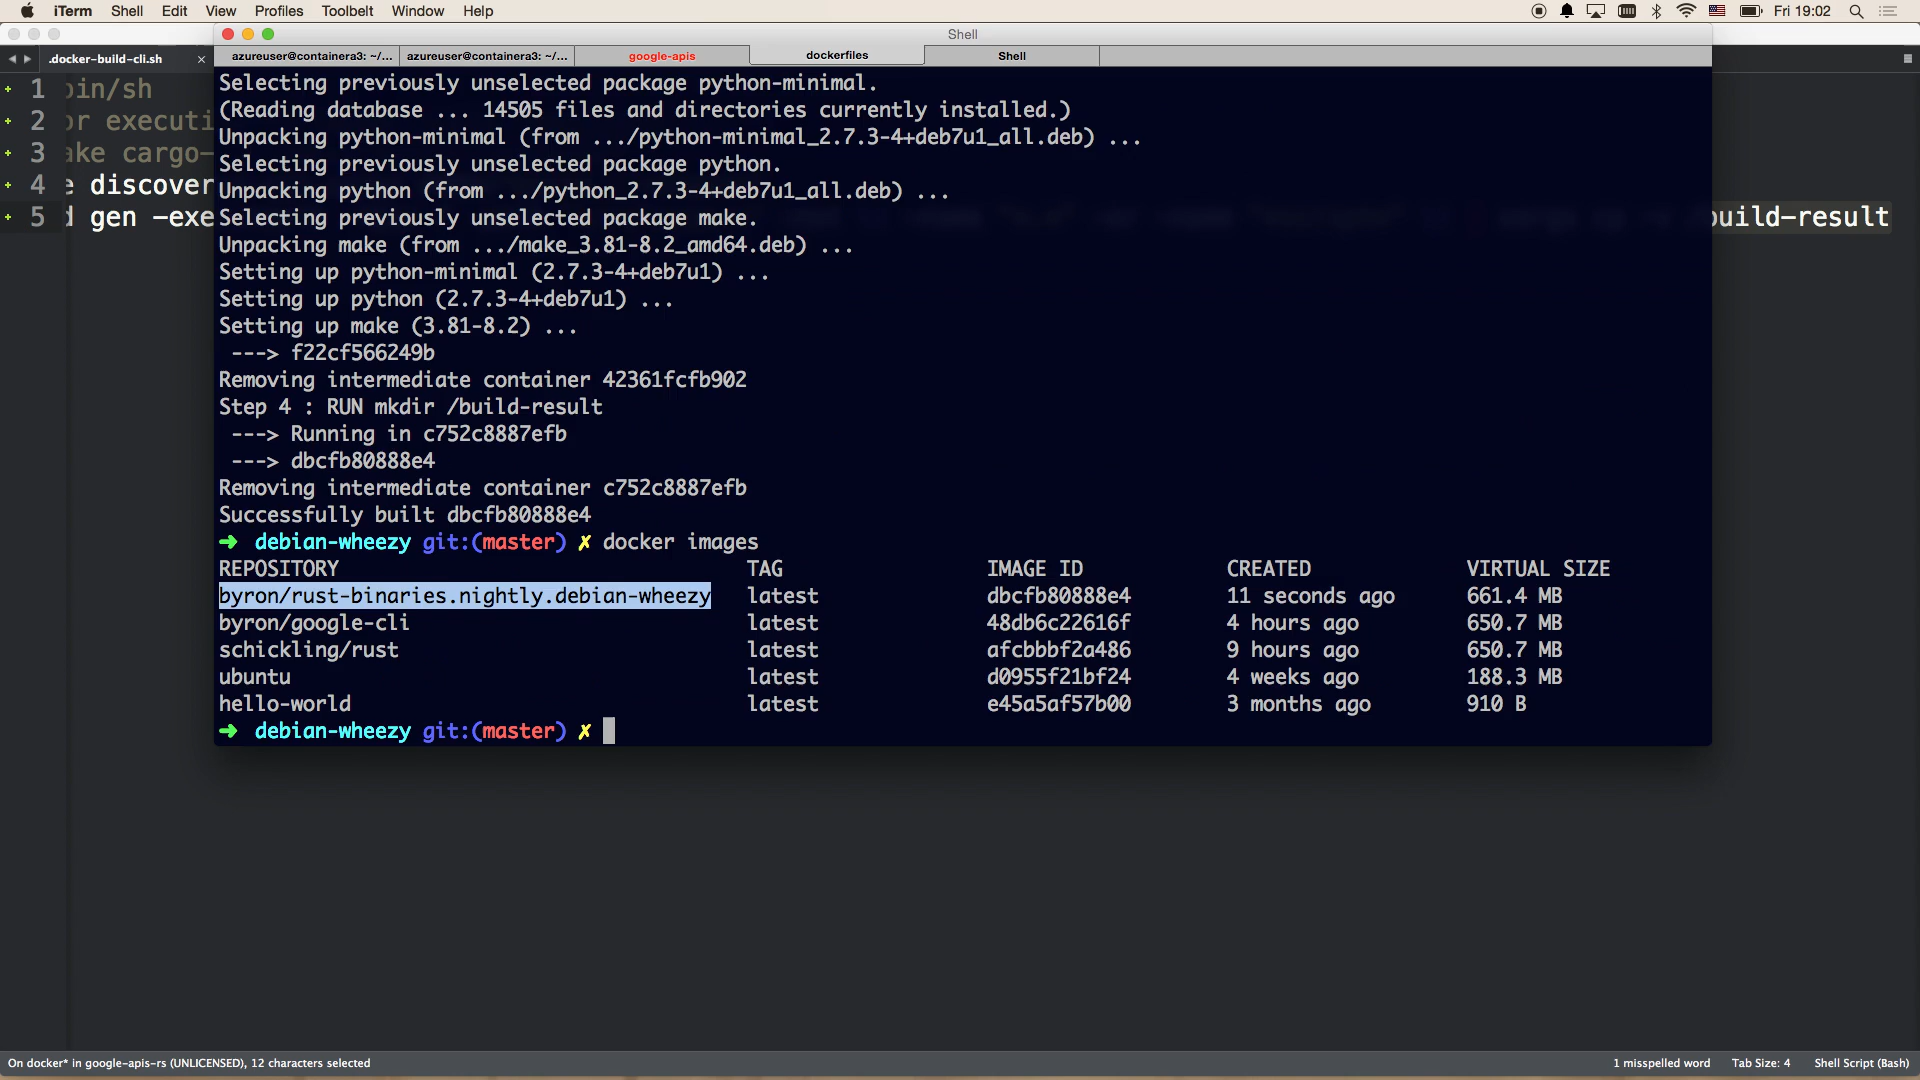 iTerm Shell Edit View Profiles Toolbelt Window Help Fri 19:02
Shell
.docker-build-cli.sh
azureuser@containera3: ~/... azureuser@containera3: ~/... google-apis dockerfiles Shell
1 bin/sh
2 or executi
3 ake cargo-
4 e discover
5 d gen -exe build-result
Selecting previously unselected package python-minimal.
(Reading database ... 14505 files and directories currently installed.)
Unpacking python-minimal (from .../python-minimal_2.7.3-4+deb7u1_all.deb) ...
Selecting previously unselected package python.
Unpacking python (from .../python_2.7.3-4+deb7u1_all.deb) ...
Selecting previously unselected package make.
Unpacking make (from .../make_3.81-8.2_amd64.deb) ...
Setting up python-minimal (2.7.3-4+deb7u1) ...
Setting up python (2.7.3-4+deb7u1) ...
Setting up make (3.81-8.2) ...
---> f22cf566249b
Removing intermediate container 42361fcfb902
Step 4 : RUN mkdir /build-result
---> Running in c752c8887efb
---> dbcfb80888e4
Removing intermediate container c752c8887efb
Successfully built dbcfb80888e4
➜ debian-wheezy git:(master) ✗ docker images
REPOSITORY TAG IMAGE ID CREATED VIRTUAL SIZE
byron/rust-binaries.nightly.debian-wheezy latest dbcfb80888e4 11 seconds ago 661.4 MB
byron/google-cli latest 48db6c22616f 4 hours ago 650.7 MB
schickling/rust latest afcbbbf2a486 9 hours ago 650.7 MB
ubuntu latest d0955f21bf24 4 weeks ago 188.3 MB
hello-world latest e45a5af57b00 3 months ago 910 B
➜ debian-wheezy git:(master) ✗
On docker* in google-apis-rs (UNLICENSED), 12 characters selected 1 misspelled word Tab Size: 4 Shell Script (Bash)